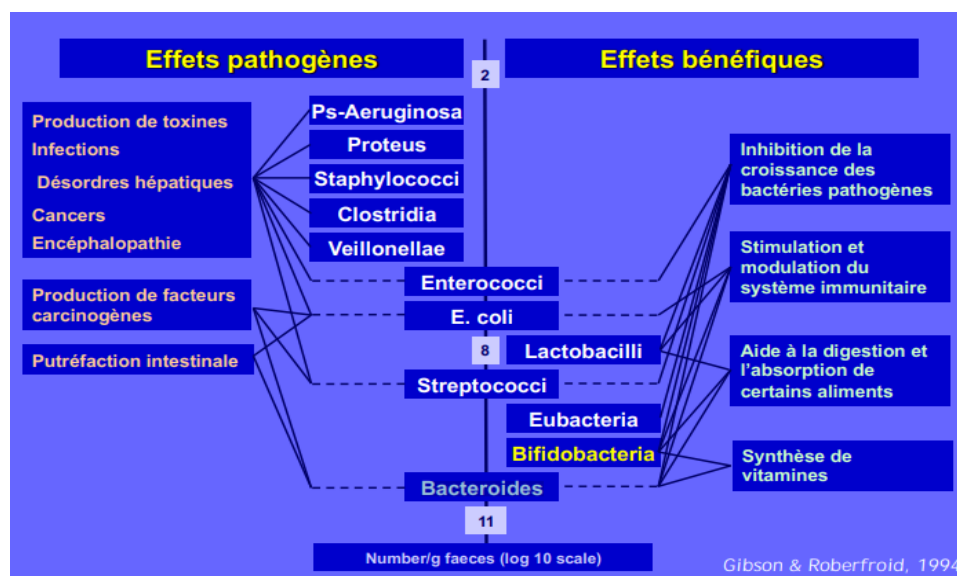 Effets pathogènes
Effets bénéfiques
2
Production de toxines
Infections
Désordres hépatiques
Cancers
Encéphalopathie
Production de facteurs
carcinogènes
Putréfaction intestinale
Ps-Aeruginosa
Proteus
Staphylococci
Clostridia
Veillonellae
Enterococci
E. coli
8
Lactobacilli
Streptococci
Eubacteria
Bifidobacteria
Bacteroides
11
Number/g faeces (log 10 scale)
Inhibition de la
croissance des
bactéries pathogènes
Stimulation et
modulation du
système immunitaire
Aide à la digestion et
l'absorption de
certains aliments
Synthèse de
vitamines
Gibson & Roberfroid, 1994